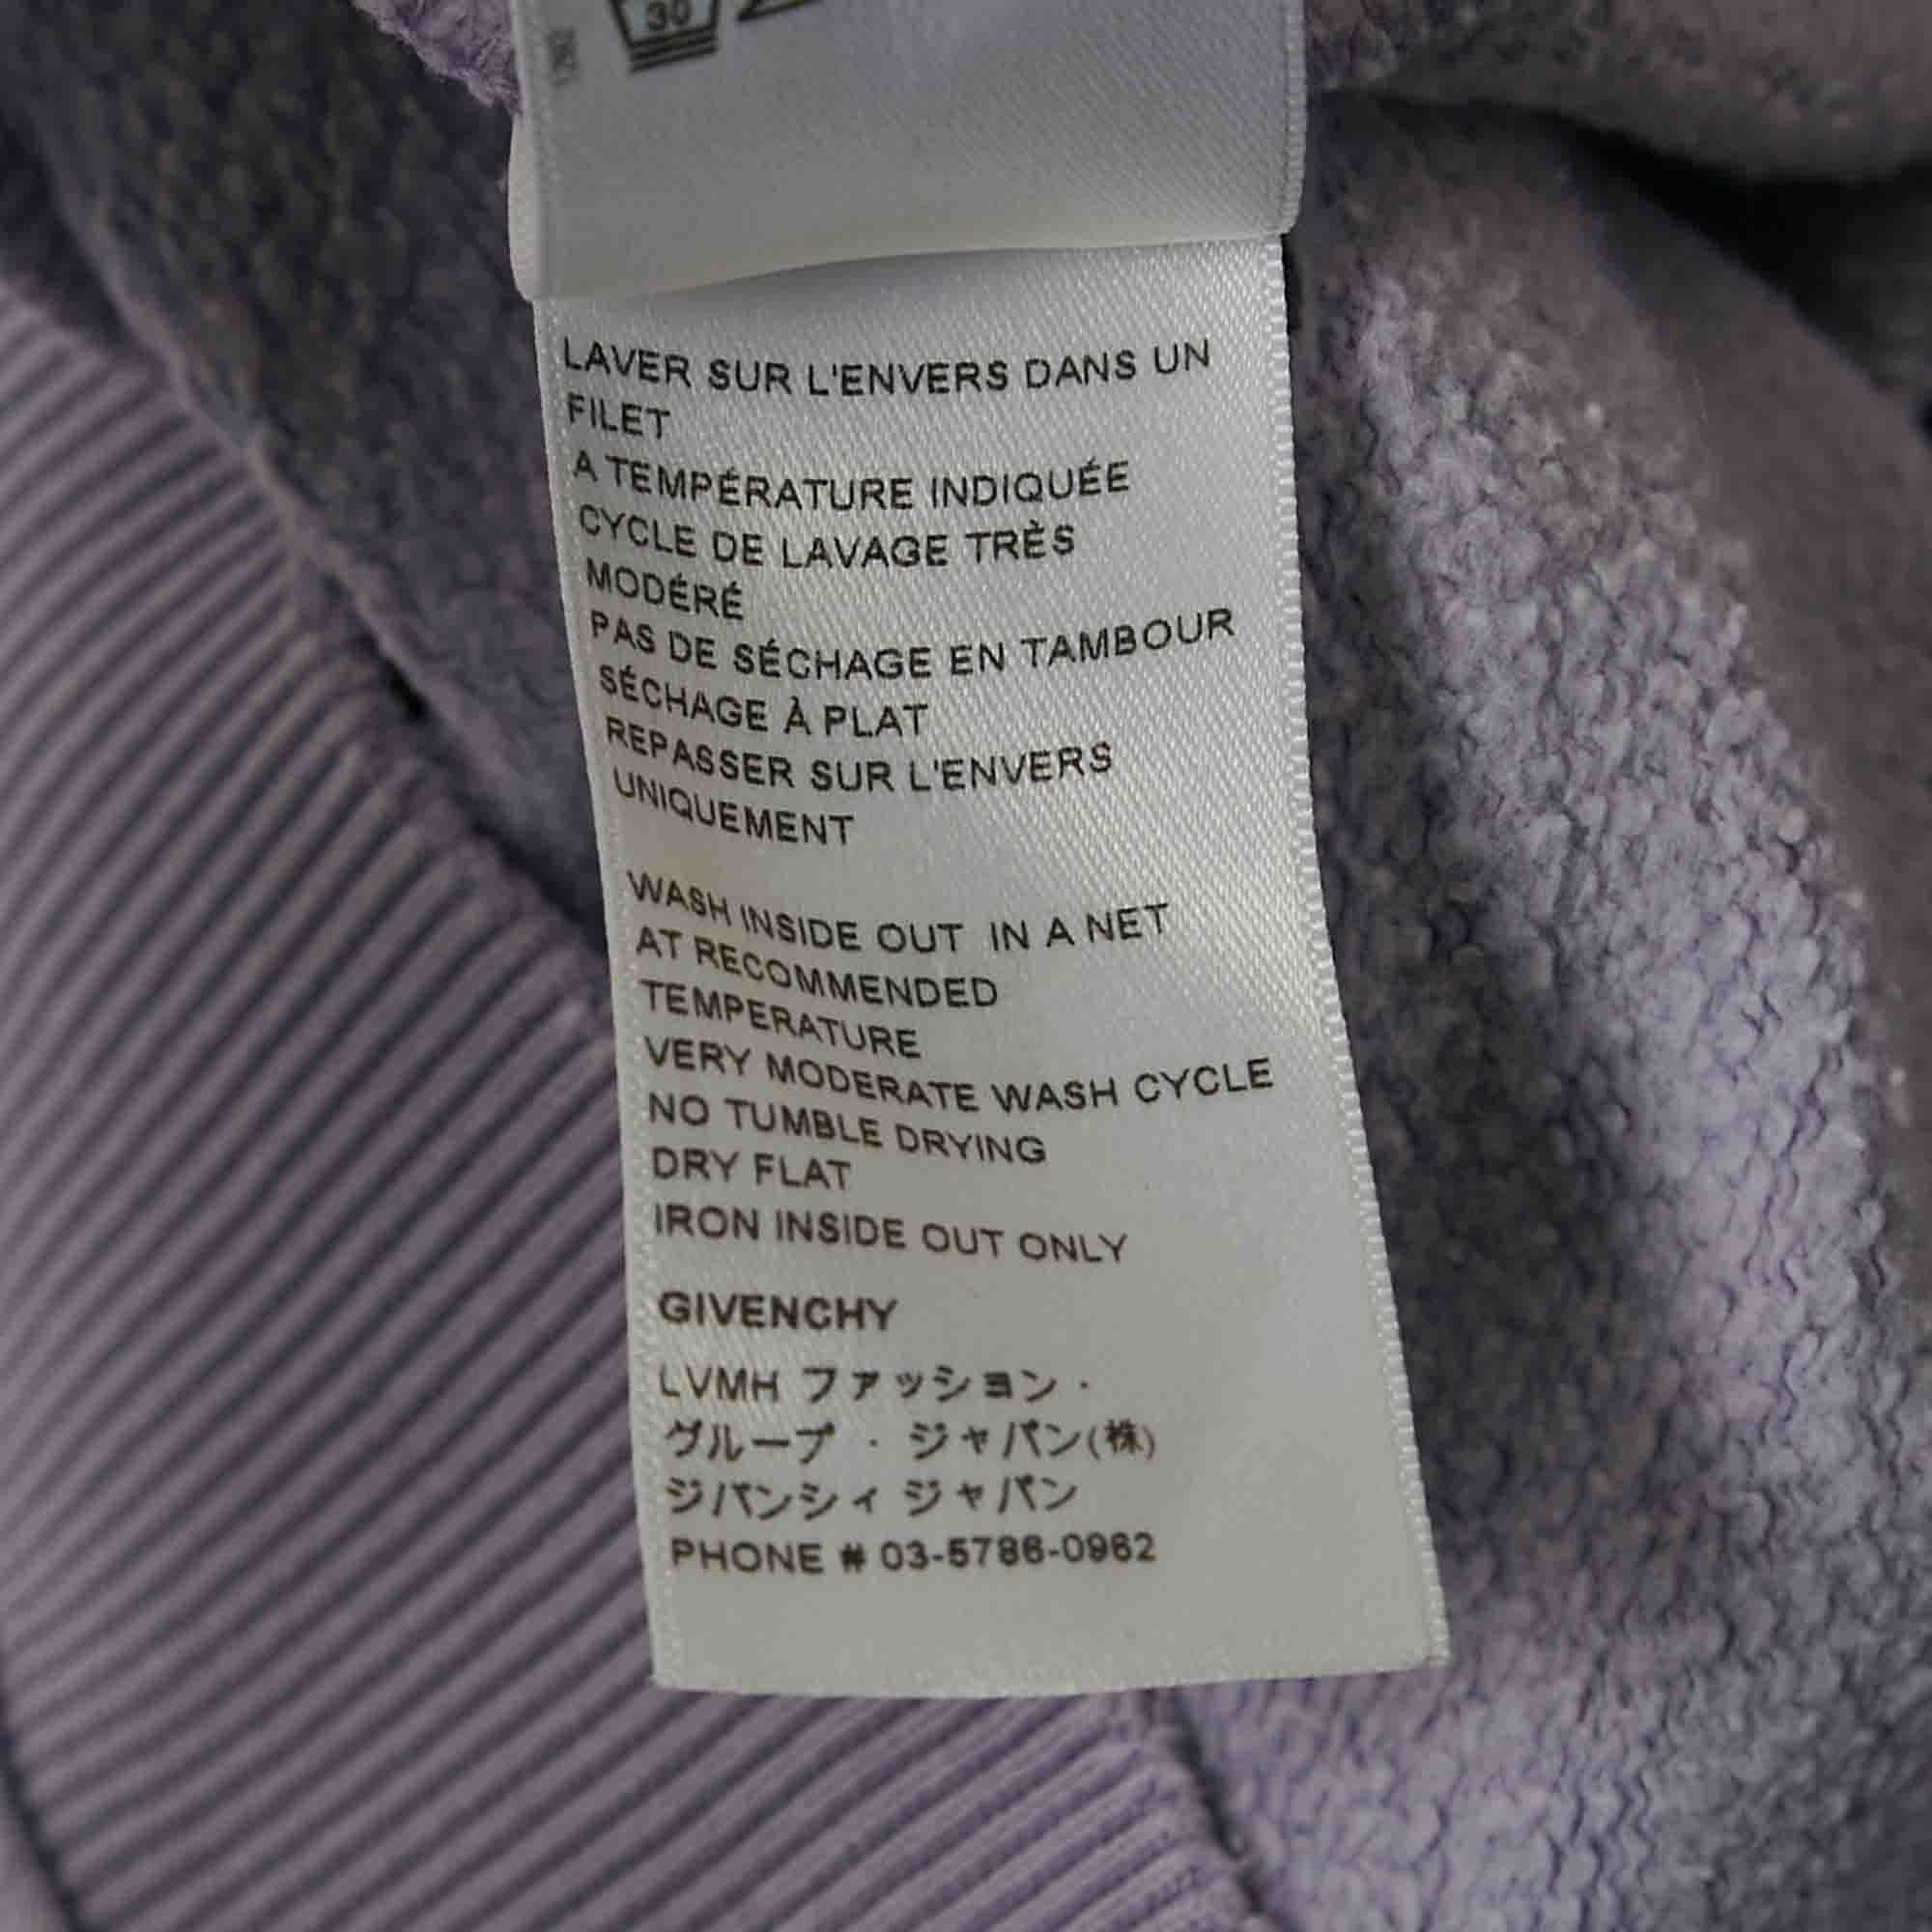 30
LAVER SUR L'ENVERS DANS UN
FILET
A TEMPÉRATURE INDIQUÉE
CYCLE DE LAVAGE TRÈS
MODÉRÉ
PAS DE SÉCHAGE EN TAMBOUR
SÉCHAGE À PLAT
REPASSER SUR L'ENVERS
UNIQUEMENT
WASH INSIDE OUT IN A NET
AT RECOMMENDED
TEMPERATURE
VERY MODERATE WASH CYCLE
NO TUMBLE DRYING
DRY FLAT
IRON INSIDE OUT ONLY
GIVENCHY
LVMH ファッション・
グループ・ジャパン(株)
ジバンシィ ジャパン
PHONE # 03-5786-0962